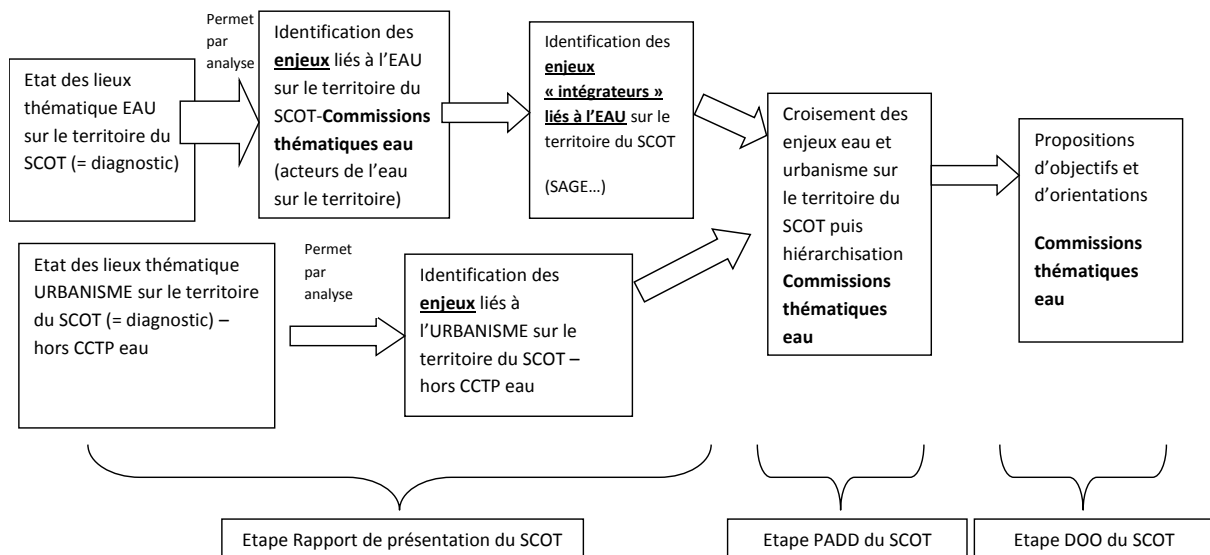 Permet
par
analyse
Etat des lieux
thématique EAU
sur le territoire du
SCOT (= diagnostic)
Identification des
enjeux liés à l’EAU
sur le territoire du
SCOT-Commissions
thématiques eau
(acteurs de l’eau
sur le territoire)
Identification des
enjeux
« intégrateurs »
liés à l’EAU sur le
territoire du SCOT
(SAGE…)
Croisement des
enjeux eau et
urbanisme sur
le territoire du
SCOT puis
hiérarchisation
Commissions
thématiques
eau
Propositions
d’objectifs et
d’orientations
Commissions
thématiques
eau
Etat des lieux thématique
URBANISME sur le territoire
du SCOT (= diagnostic) –
hors CCTP eau
Permet
par
analyse
Identification des
enjeux liés à
l’URBANISME sur le
territoire du SCOT –
hors CCTP eau
Etape Rapport de présentation du SCOT
Etape PADD du SCOT
Etape DOO du SCOT